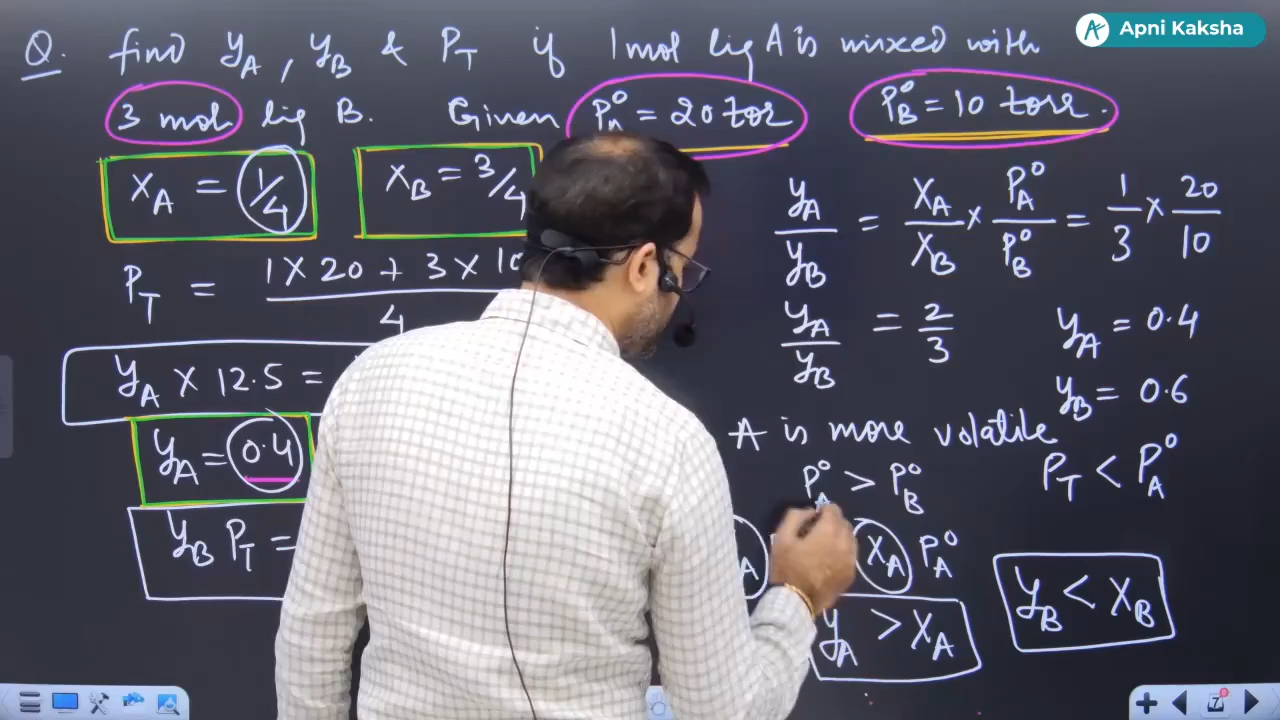 Apni Kaksha
Q. find yA, yB & PT if 1mol liq A is mixed with
3 mol liq B. Given PA° = 20 tor PB° = 10 torr.
xA = 1/4 xB = 3/4
PT = 1 × 20 + 3 × 10
4
yA × 12.5 =
yA = 0.4
yB PT =
yA/yB = xA/xB × PA°/PB° = 1/3 × 20/10
yA/yB = 2/3
yA = 0.4
yB = 0.6
A is more volatile
PA° > PB° PT < PA°
xA PA°
yA > xA
yB < xB